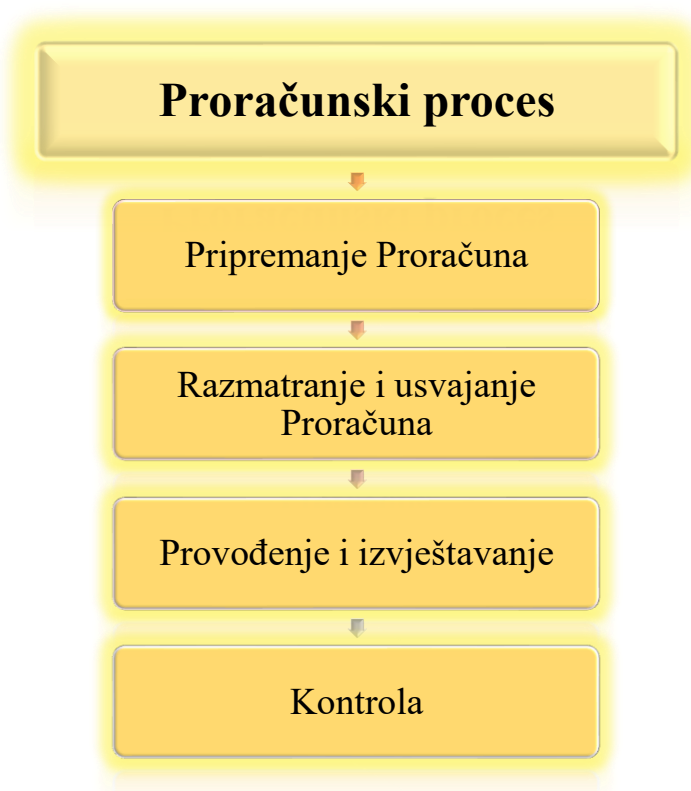 Proračunski proces
Pripremanje Proračuna
Razmatranje i usvajanje
Proračuna
Provođenje i izvještavanje
Kontrola